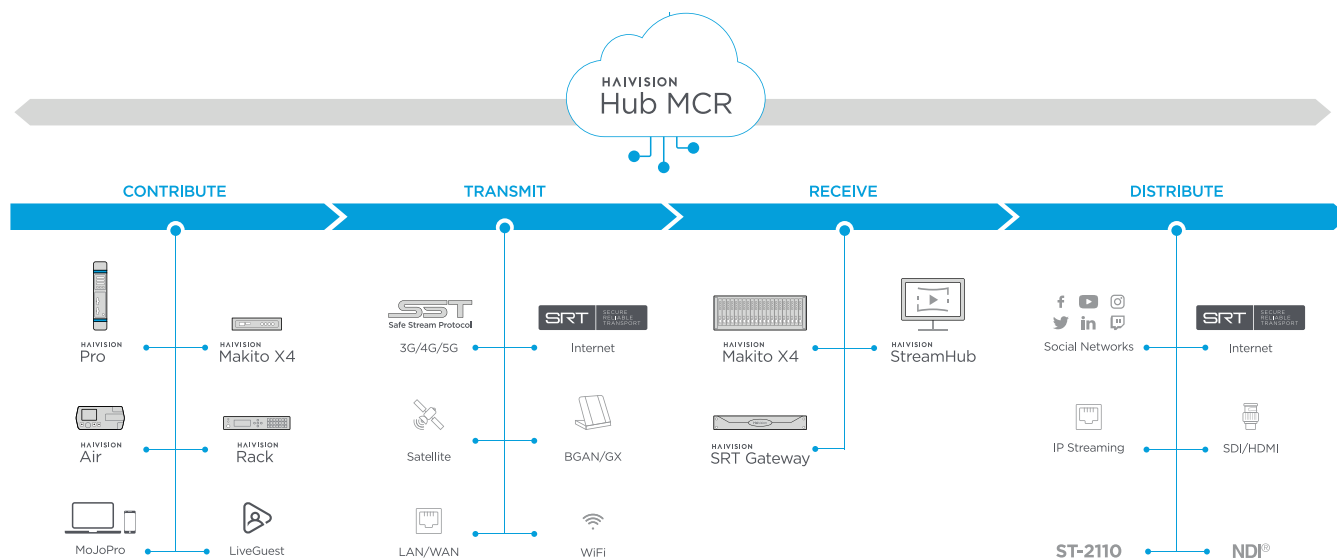 HAIVISION
Hub MCR
CONTRIBUTE
TRANSMIT
RECEIVE
DISTRIBUTE
HAIVISION
Pro
HAIVISION
Makito X4
HAIVISION
Air
HAIVISION
Rack
MoJoPro
LiveGuest
SST
Safe Stream Protocol
3G/4G/5G
SRT
SECURE
RELIABLE
TRANSPORT
Internet
Satellite
BGAN/GX
LAN/WAN
WiFi
HAIVISION
Makito X4
HAIVISION
StreamHub
HAIVISION
SRT Gateway
Social Networks
SRT
SECURE
RELIABLE
TRANSPORT
Internet
IP Streaming
SDI/HDMI
ST-2110
NDI®